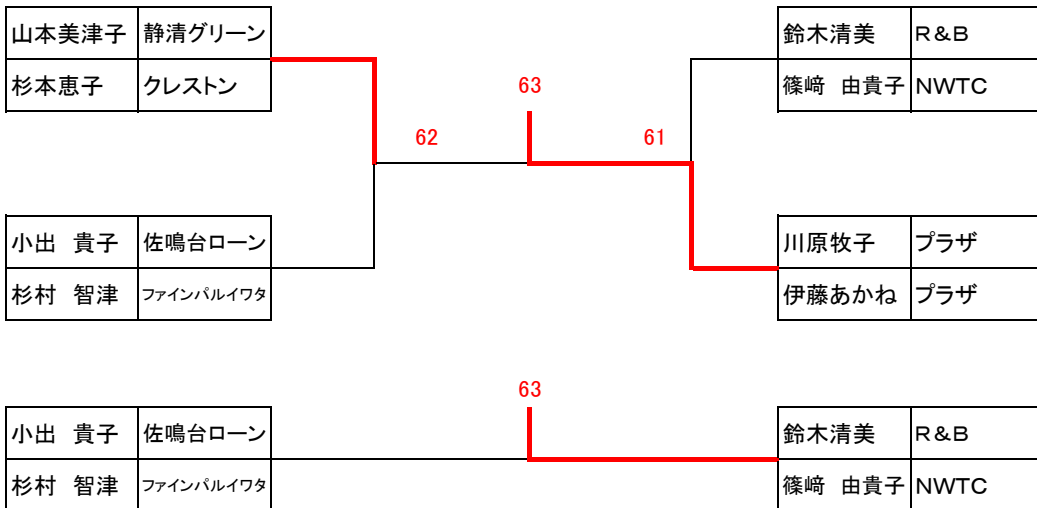 山本美津子 静清グリーン
杉本恵子 クレストン
鈴木清美 R&B
篠﨑 由貴子 NWTC
63
62
61
小出 貴子 佐鳴台ローン
杉村 智津 ファインパルイワタ
川原牧子 プラザ
伊藤あかね プラザ
63
小出 貴子 佐鳴台ローン
杉村 智津 ファインパルイワタ
鈴木清美 R&B
篠﨑 由貴子 NWTC